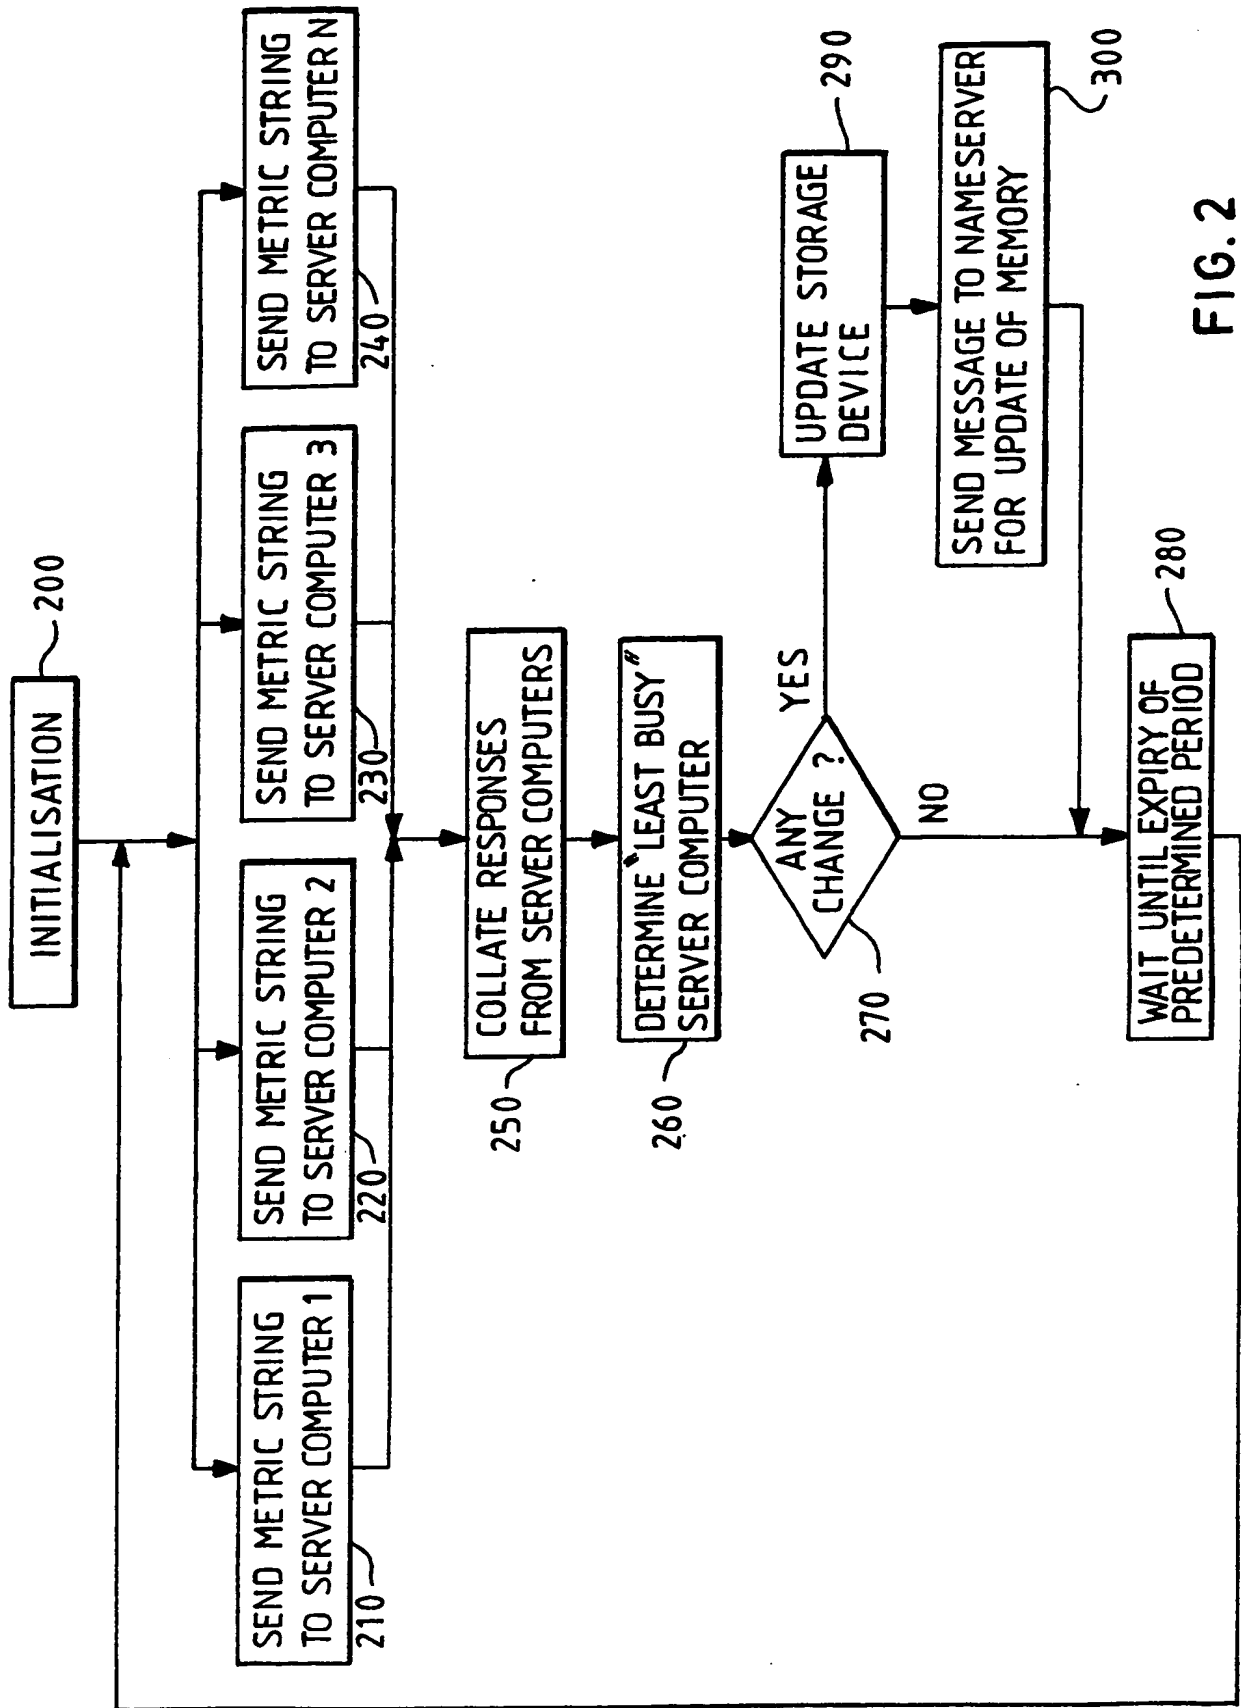 INITIALISATION
200
SEND METRIC STRING
TO SERVER COMPUTER 1
210
SEND METRIC STRING
TO SERVER COMPUTER 2
220
SEND METRIC STRING
TO SERVER COMPUTER 3
230
SEND METRIC STRING
TO SERVER COMPUTER N
240
COLLATE RESPONSES
FROM SERVER COMPUTERS
250
DETERMINE "LEAST BUSY"
SERVER COMPUTER
260
ANY
CHANGE ?
270
YES
NO
UPDATE STORAGE
DEVICE
290
SEND MESSAGE TO NAMESERVER
FOR UPDATE OF MEMORY
300
WAIT UNTIL EXPIRY OF
PREDETERMINED PERIOD
280
FIG. 2